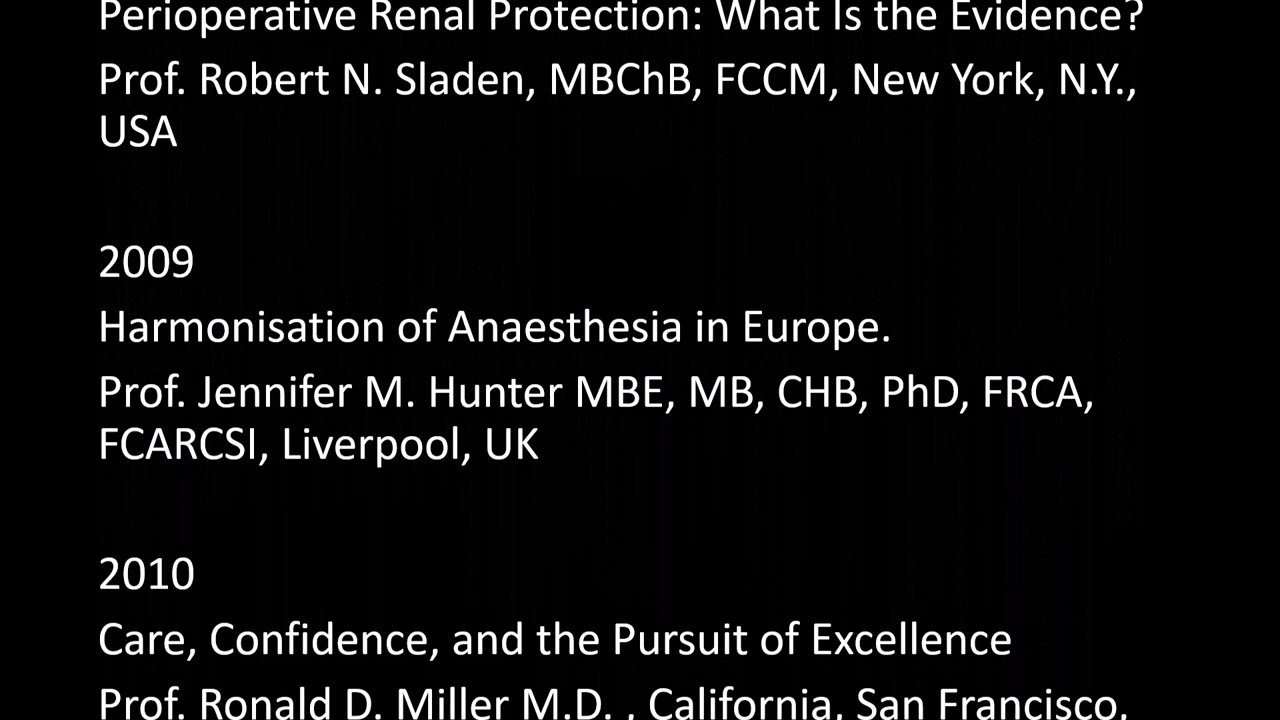 Perioperative Renal Protection: What Is the Evidence?
Prof. Robert N. Sladen, MBChB, FCCM, New York, N.Y.,
USA
2009
Harmonisation of Anaesthesia in Europe.
Prof. Jennifer M. Hunter MBE, MB, CHB, PhD, FRCA,
FCARCSI, Liverpool, UK
2010
Care, Confidence, and the Pursuit of Excellence
Prof. Ronald D. Miller M.D. , California, San Francisco,